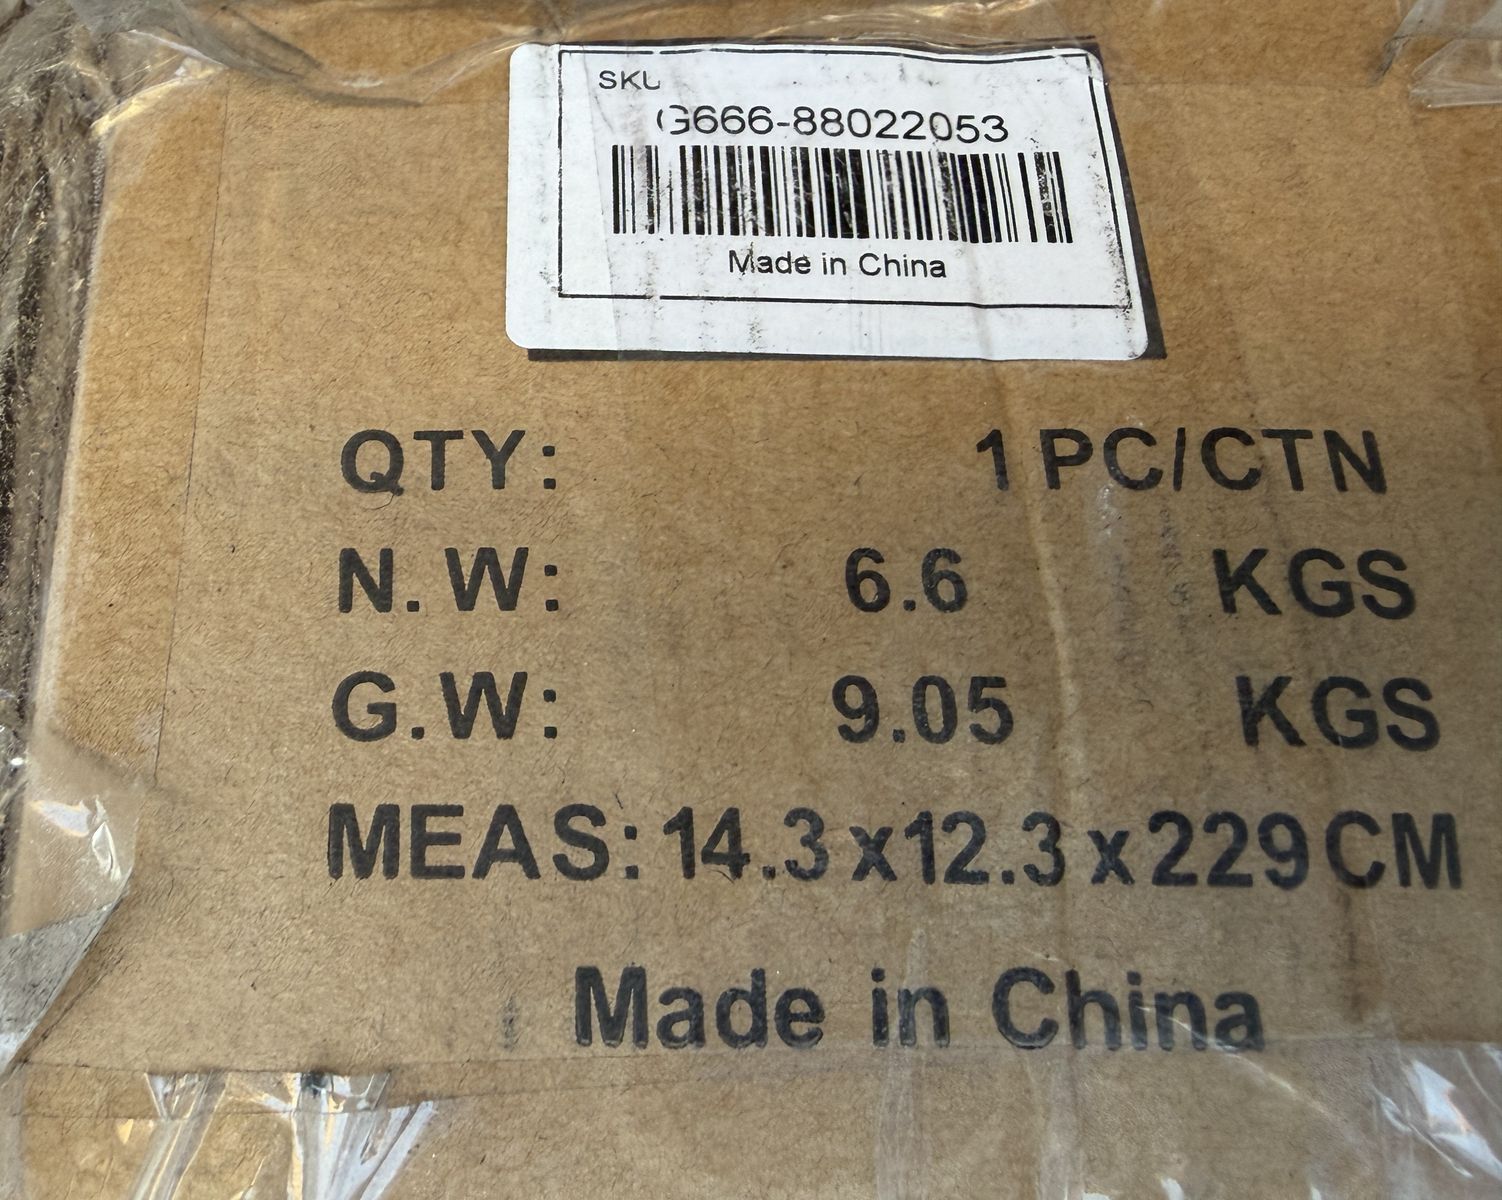 SKU
G666-88022053
Made in China
QTY: 1 PC/CTN
N.W: 6.6 KGS
G.W: 9.05 KGS
MEAS: 14.3 x 12.3 x 229 CM
Made in China